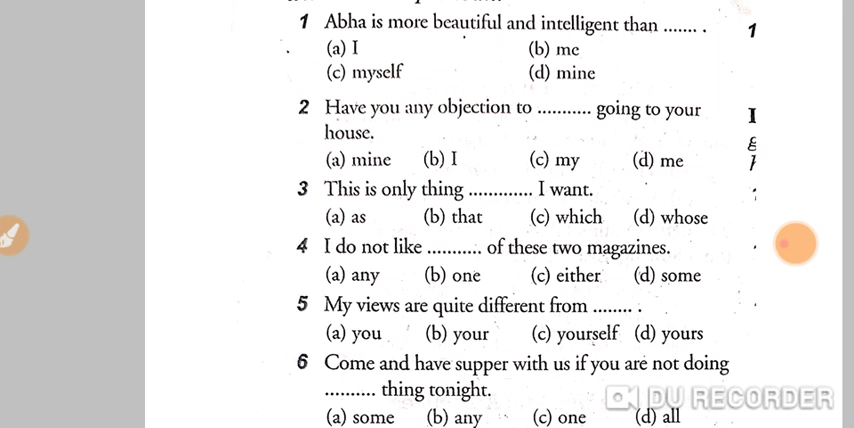 1 Abha is more beautiful and intelligent than ....... .
(a) I (b) me
(c) myself (d) mine
2 Have you any objection to ........... going to your
house.
(a) mine (b) I (c) my (d) me
3 This is only thing ............. I want.
(a) as (b) that (c) which (d) whose
4 I do not like ........... of these two magazines.
(a) any (b) one (c) either (d) some
5 My views are quite different from ........ .
(a) you (b) your (c) yourself (d) yours
6 Come and have supper with us if you are not doing
.......... thing tonight.
(a) some (b) any (c) one (d) all
1
I
DU RECORDER